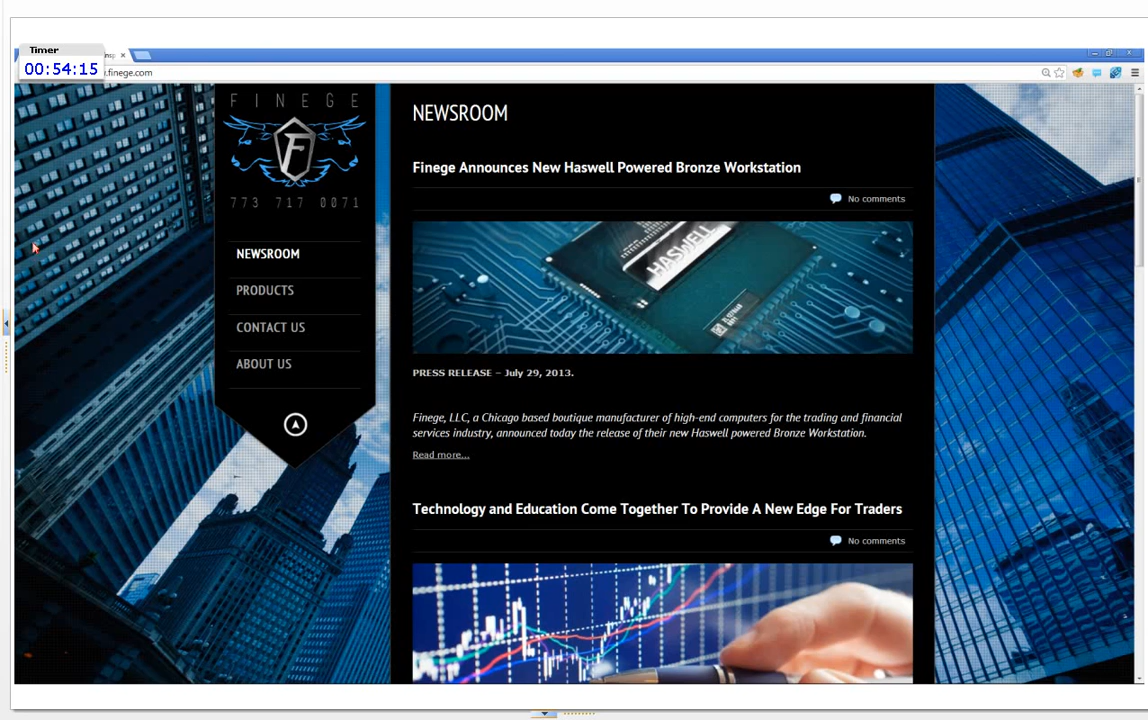 Timer
00:54:15
.finege.com
FINEGE
F
773 717 0071
NEWSROOM
PRODUCTS
CONTACT US
ABOUT US
NEWSROOM
Finege Announces New Haswell Powered Bronze Workstation
No comments
HASWELL
PRESS RELEASE – July 29, 2013.
Finege, LLC, a Chicago based boutique manufacturer of high-end computers for the trading and financial
services industry, announced today the release of their new Haswell powered Bronze Workstation.
Read more...
Technology and Education Come Together To Provide A New Edge For Traders
No comments